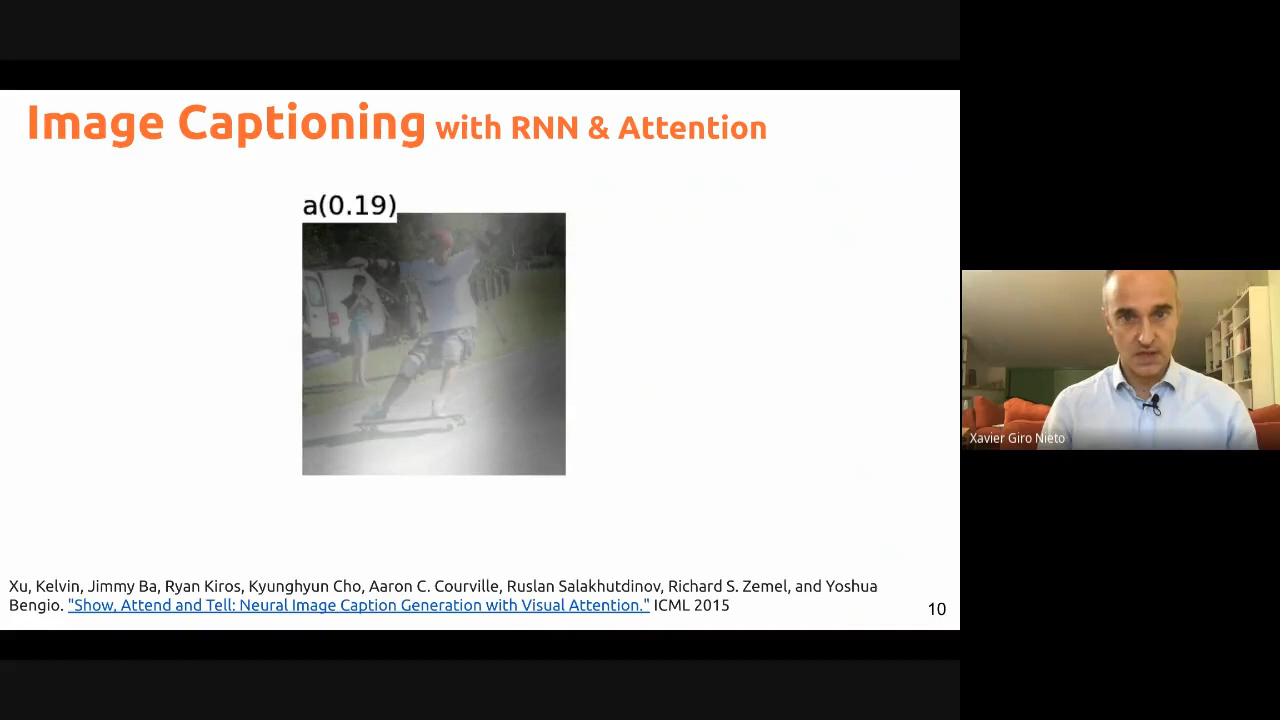 Image Captioning with RNN & Attention
a(0.19)
Xavier Giro Nieto
Xu, Kelvin, Jimmy Ba, Ryan Kiros, Kyunghyun Cho, Aaron C. Courville, Ruslan Salakhutdinov, Richard S. Zemel, and Yoshua
Bengio. "Show, Attend and Tell: Neural Image Caption Generation with Visual Attention." ICML 2015
10